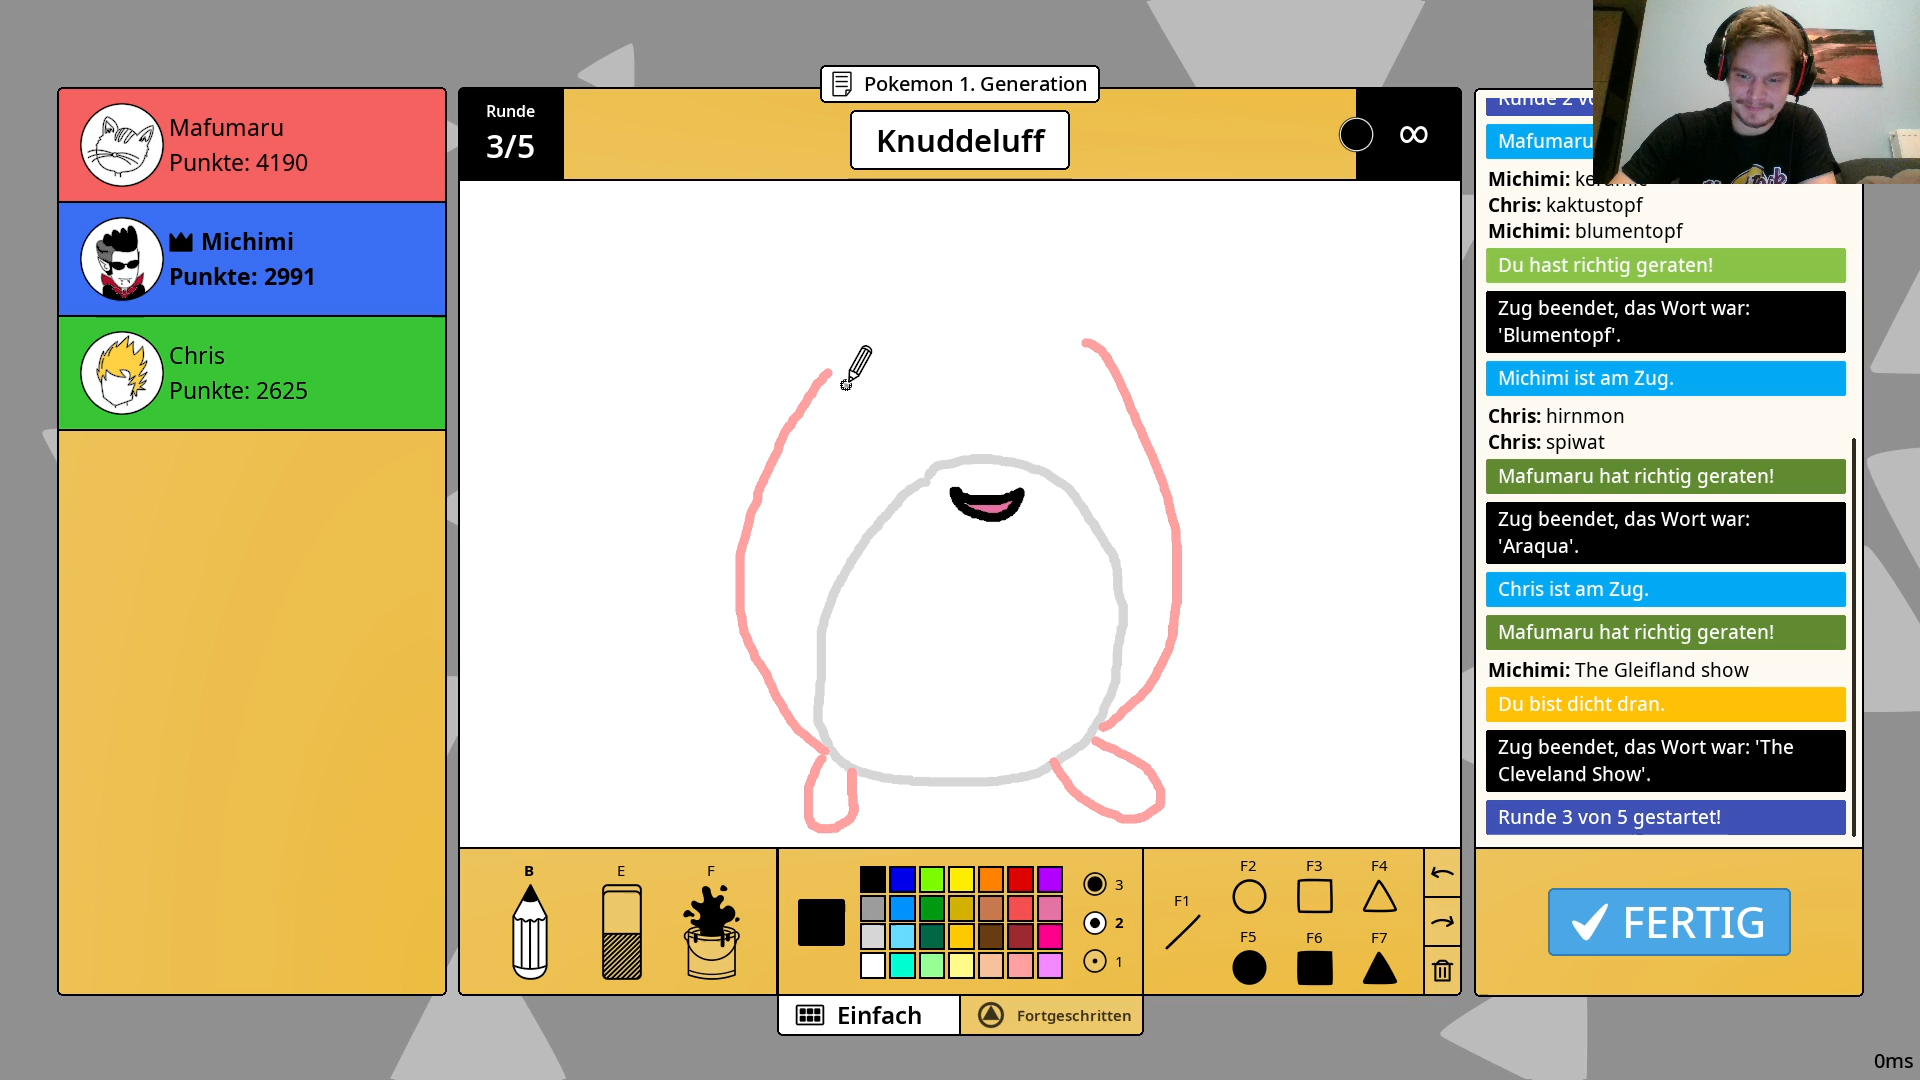 Pokemon 1. Generation
Runde
3/5
Knuddeluff
∞
Mafumaru
Punkte: 4190
Michimi
Punkte: 2991
Chris
Punkte: 2625
Runde 2 vo
Mafumaru
Michimi:
Chris: kaktustopf
Michimi: blumentopf
Du hast richtig geraten!
Zug beendet, das Wort war:
'Blumentopf'.
Michimi ist am Zug.
Chris: hirnmon
Chris: spiwat
Mafumaru hat richtig geraten!
Zug beendet, das Wort war:
'Araqua'.
Chris ist am Zug.
Mafumaru hat richtig geraten!
Michimi: The Gleifland show
Du bist dicht dran.
Zug beendet, das Wort war: 'The
Cleveland Show'.
Runde 3 von 5 gestartet!
B
E
F
3
2
1
F1
F2
F3
F4
F5
F6
F7
FERTIG
Einfach
Fortgeschritten
0ms